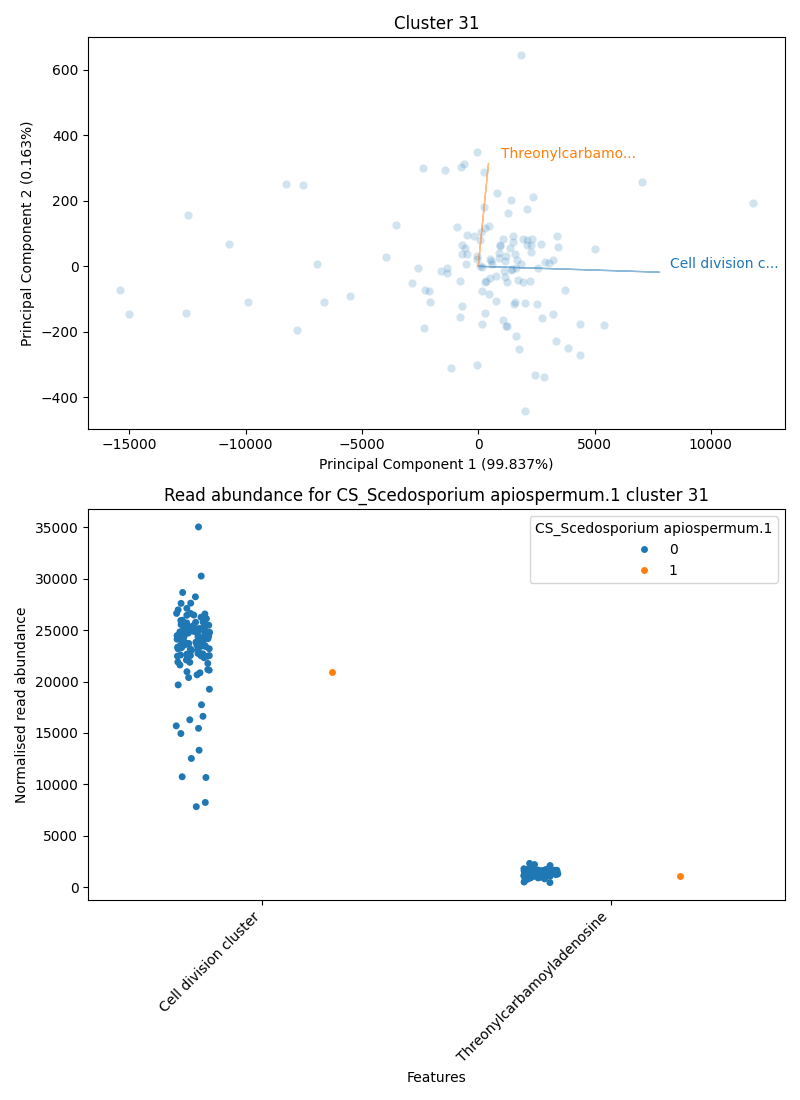 Cluster 31
600
400
200
0
−200
−400
Principal Component 2 (0.163%)
Threonylcarbamo...
Cell division c...
−15000 −10000 −5000 0 5000 10000
Principal Component 1 (99.837%)
Read abundance for CS_Scedosporium apiospermum.1 cluster 31
35000
30000
25000
20000
15000
10000
5000
0
Normalised read abundance
CS_Scedosporium apiospermum.1
0
1
Cell division cluster
Threonylcarbamoyladenosine
Features